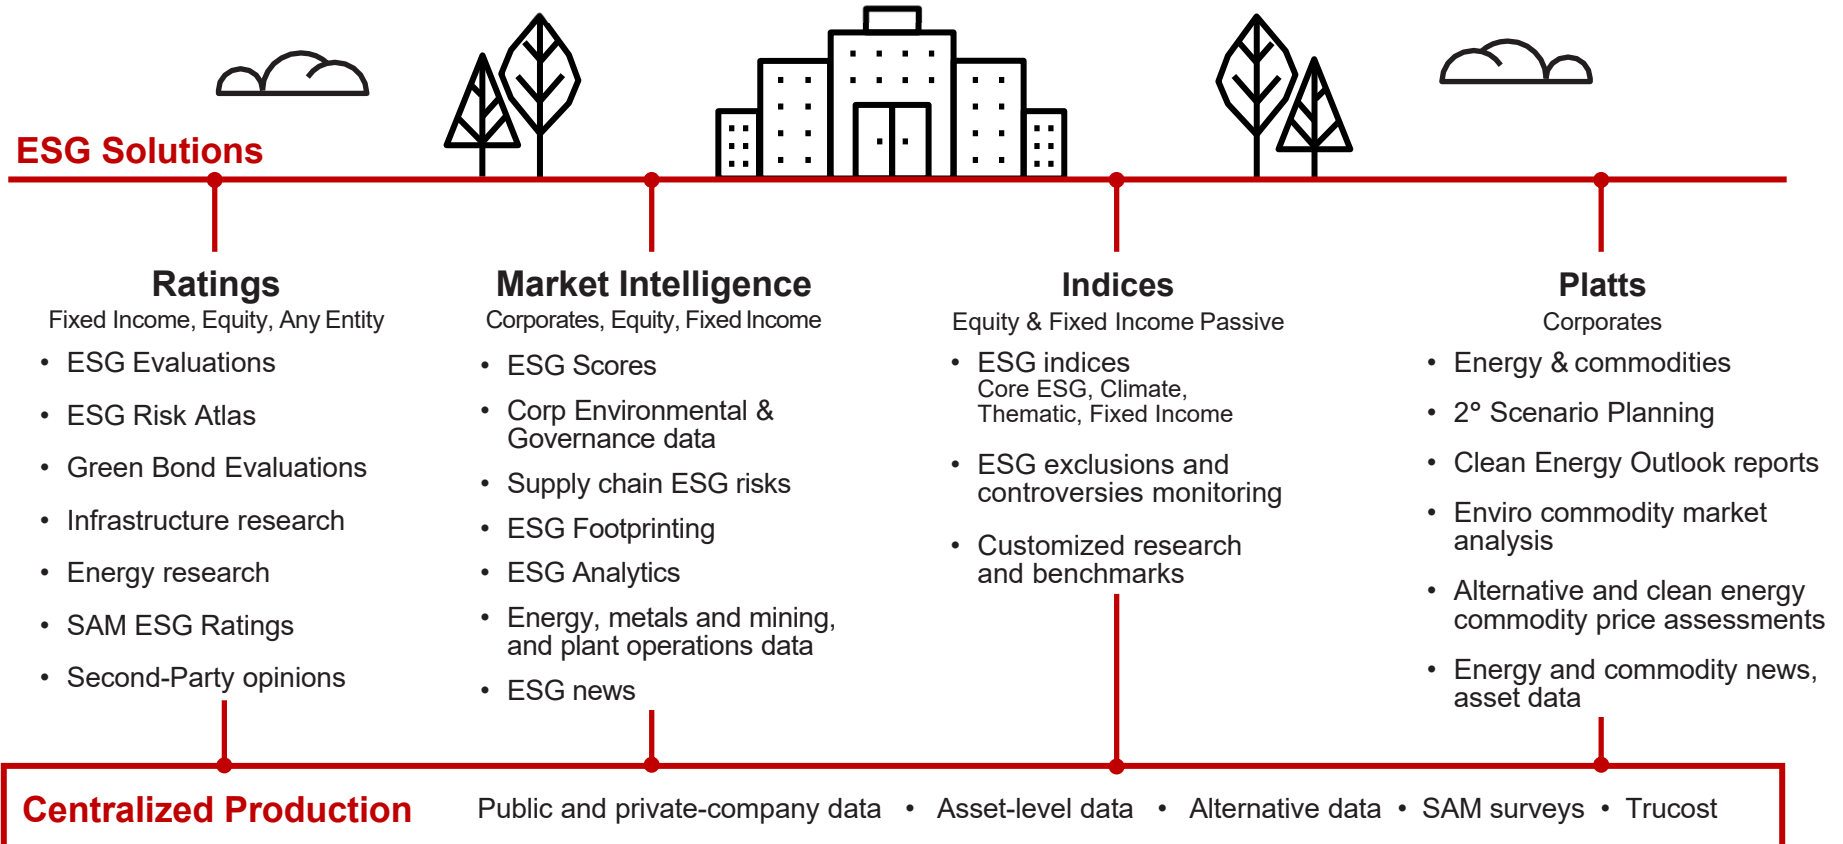 ESG Solutions
Ratings
Fixed Income, Equity, Any Entity
• ESG Evaluations
• ESG Risk Atlas
• Green Bond Evaluations
• Infrastructure research
• Energy research
• SAM ESG Ratings
• Second-Party opinions
Market Intelligence
Corporates, Equity, Fixed Income
• ESG Scores
• Corp Environmental &
Governance data
• Supply chain ESG risks
• ESG Footprinting
• ESG Analytics
• Energy, metals and mining,
and plant operations data
• ESG news
Indices
Equity & Fixed Income Passive
• ESG indices
Core ESG, Climate,
Thematic, Fixed Income
• ESG exclusions and
controversies monitoring
• Customized research
and benchmarks
Platts
Corporates
• Energy & commodities
• 2° Scenario Planning
• Clean Energy Outlook reports
• Enviro commodity market
analysis
• Alternative and clean energy
commodity price assessments
• Energy and commodity news,
asset data
Centralized Production
Public and private-company data • Asset-level data • Alternative data • SAM surveys • Trucost